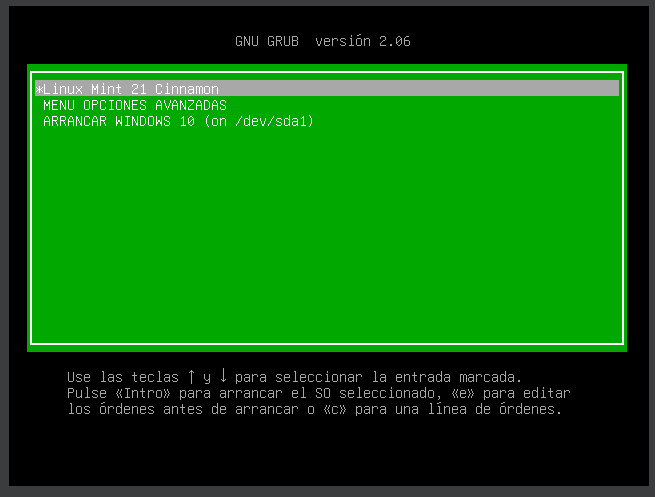 GNU GRUB  versión 2.06
*Linux Mint 21 Cinnamon
MENU OPCIONES AVANZADAS
ARRANCAR WINDOWS 10 (on /dev/sda1)
Use las teclas ↑ y ↓ para seleccionar la entrada marcada.
Pulse «Intro» para arrancar el SO seleccionado, «e» para editar
los órdenes antes de arrancar o «c» para una línea de órdenes.